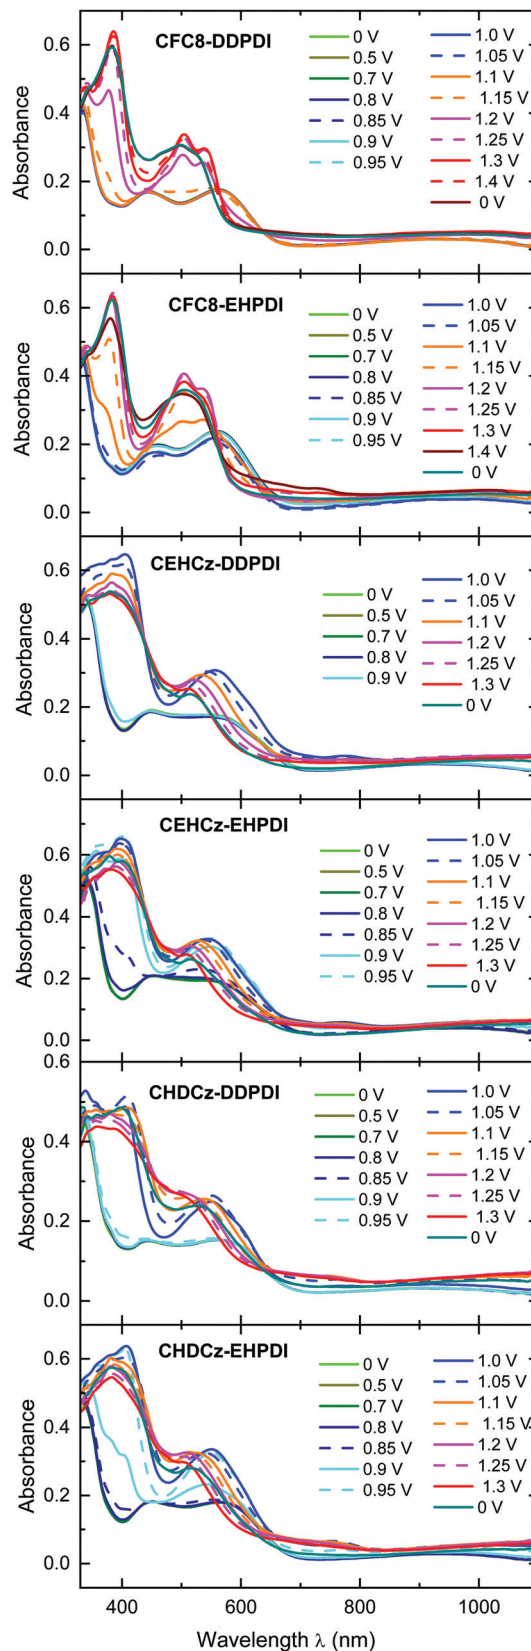 CFC8-DDPDI
0 V
0.5 V
0.7 V
0.8 V
0.85 V
0.9 V
0.95 V
1.0 V
1.05 V
1.1 V
1.15 V
1.2 V
1.25 V
1.3 V
1.4 V
0 V
Absorbance
0.6
0.4
0.2
0.0
CFC8-EHPDI
0 V
0.5 V
0.7 V
0.8 V
0.85 V
0.9 V
0.95 V
1.0 V
1.05 V
1.1 V
1.15 V
1.2 V
1.25 V
1.3 V
1.4 V
0 V
Absorbance
0.6
0.4
0.2
0.0
CEHCz-DDPDI
0 V
0.5 V
0.7 V
0.8 V
0.9 V
1.0 V
1.05 V
1.1 V
1.2 V
1.25 V
1.3 V
0 V
Absorbance
0.6
0.4
0.2
0.0
CEHCz-EHPDI
0 V
0.5 V
0.7 V
0.8 V
0.85 V
0.9 V
0.95 V
1.0 V
1.05 V
1.1 V
1.15 V
1.2 V
1.25 V
1.3 V
0 V
Absorbance
0.6
0.4
0.2
0.0
CHDCz-DDPDI
0 V
0.5 V
0.7 V
0.8 V
0.85 V
0.9 V
0.95 V
1.0 V
1.05 V
1.1 V
1.15 V
1.2 V
1.25 V
1.3 V
0 V
Absorbance
0.6
0.4
0.2
0.0
CHDCz-EHPDI
0 V
0.5 V
0.7 V
0.8 V
0.85 V
0.9 V
0.95 V
1.0 V
1.05 V
1.1 V
1.15 V
1.2 V
1.25 V
1.3 V
0 V
Absorbance
0.6
0.4
0.2
0.0
400 600 800 1000
Wavelength λ (nm)